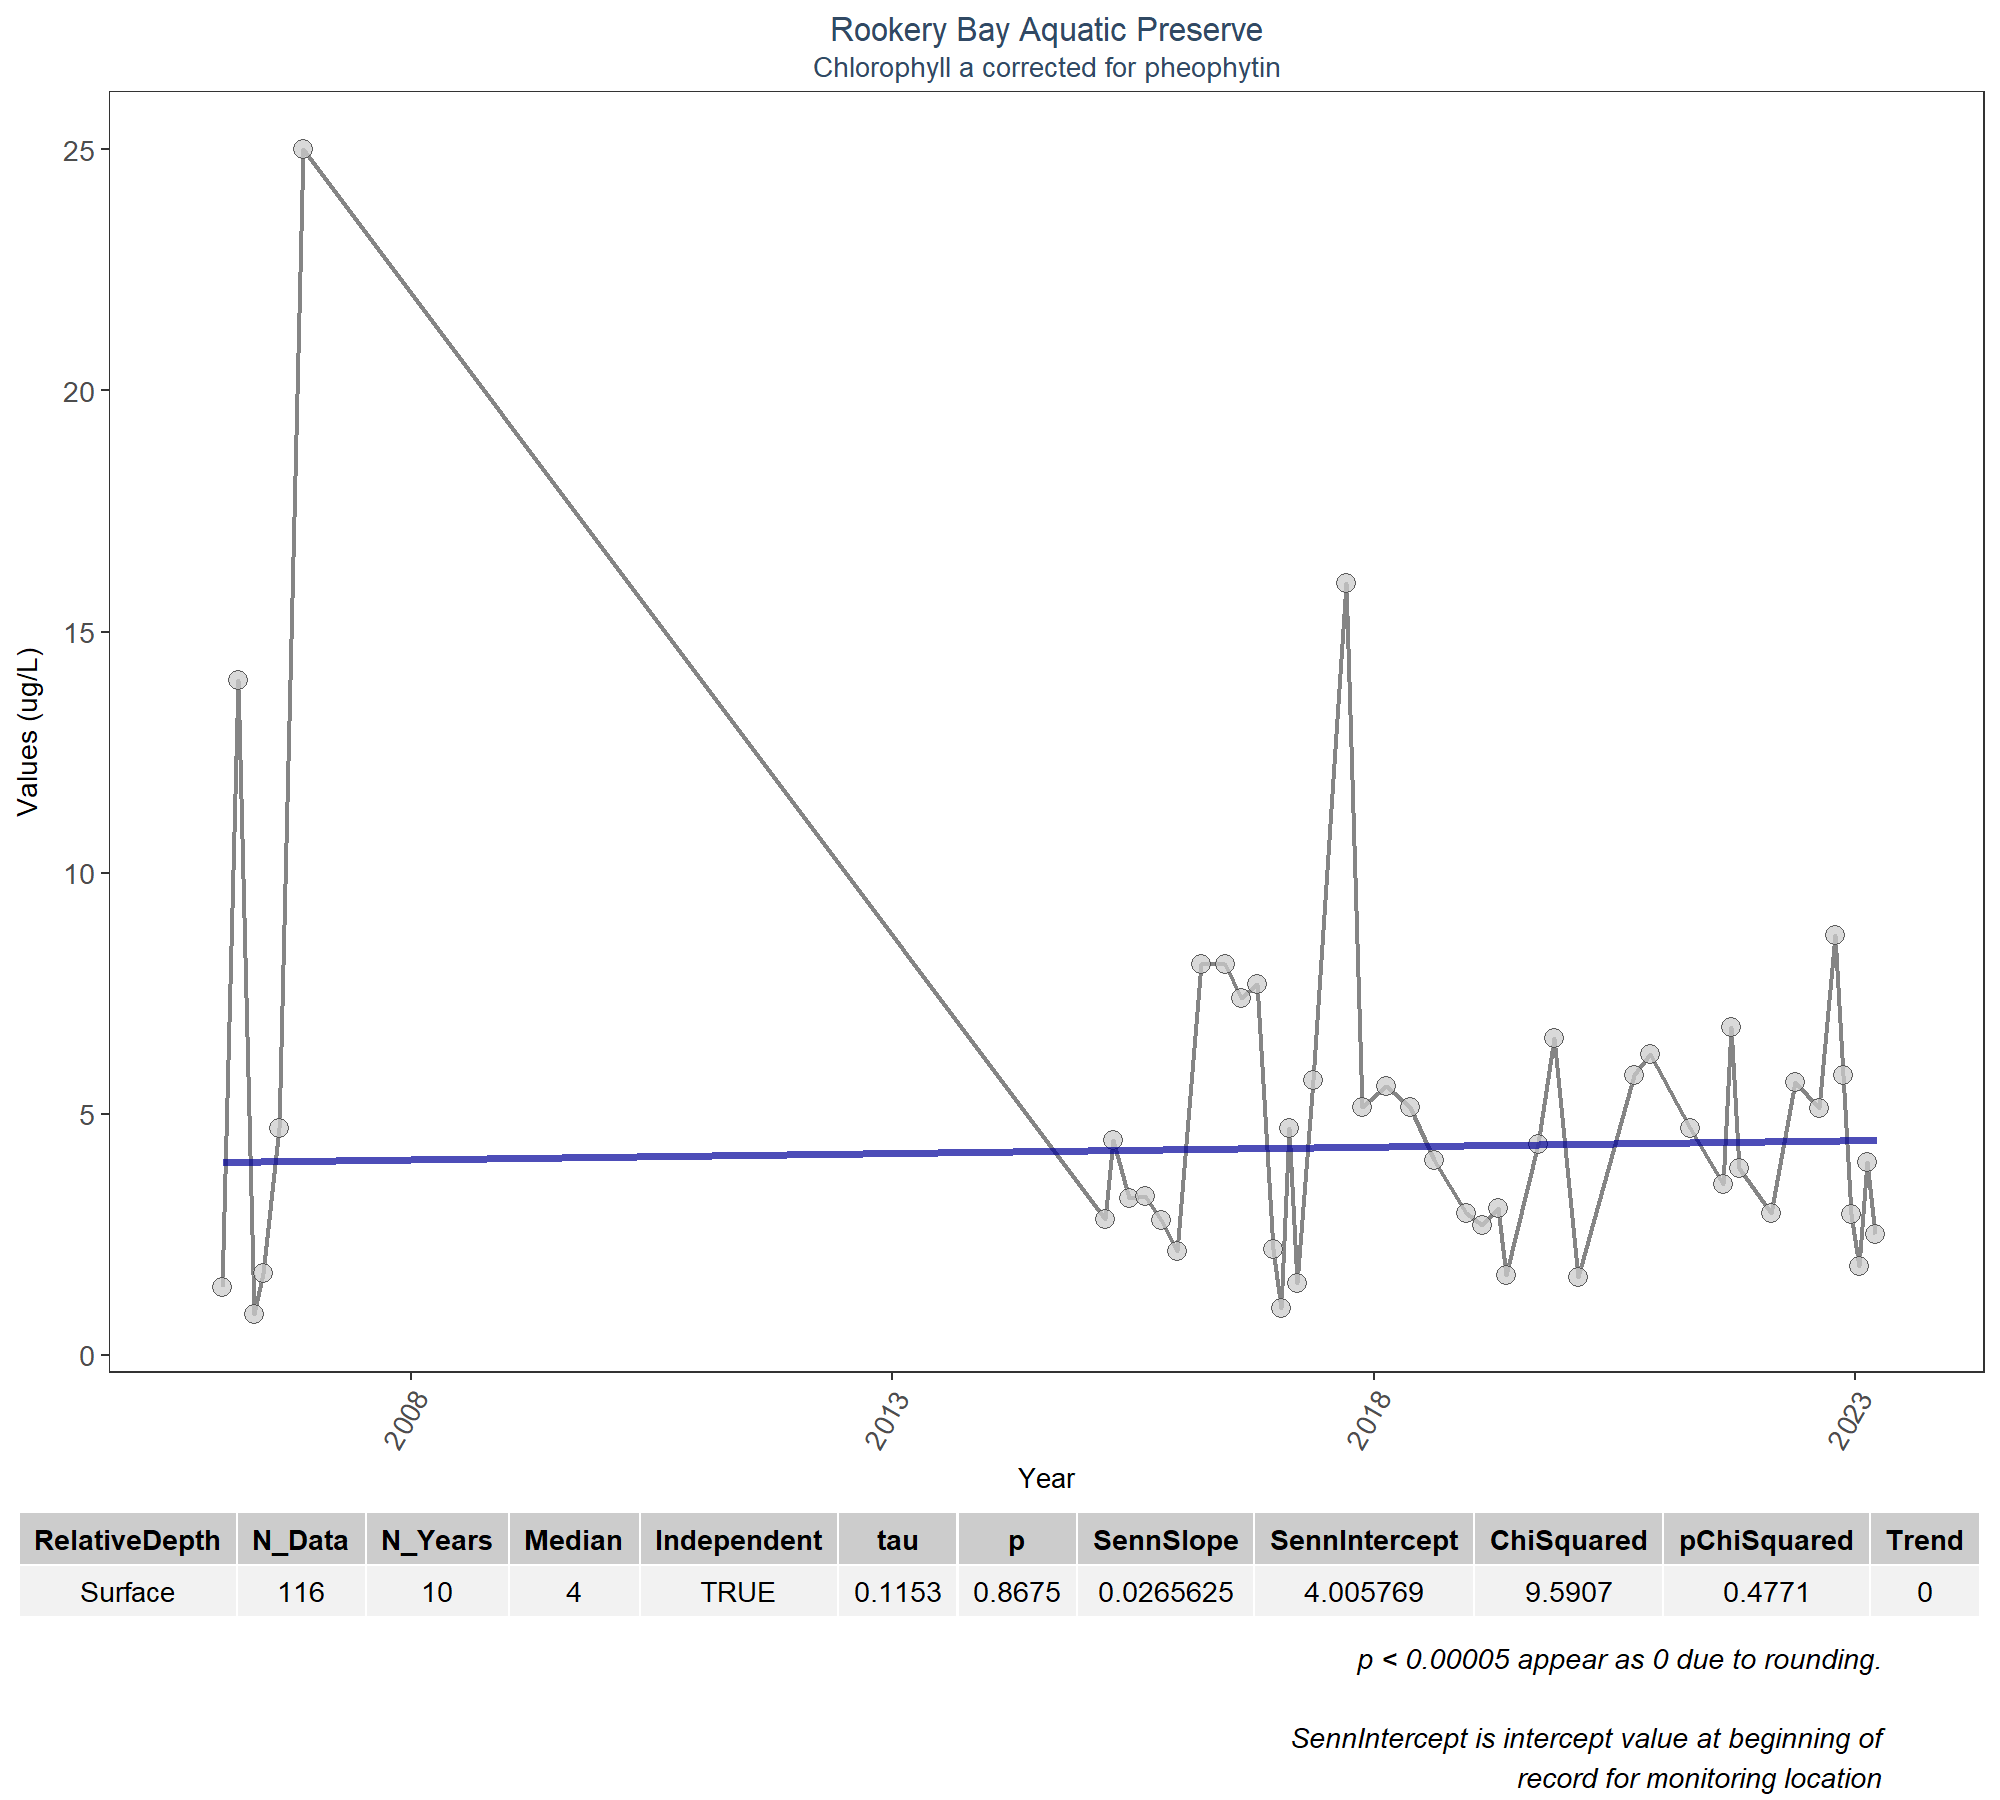 Rookery Bay Aquatic Preserve
Chlorophyll a corrected for pheophytin
Values (ug/L)
25
20
15
10
5
0
2008
2013
2018
2023
Year
RelativeDepth N_Data N_Years Median Independent tau p SennSlope SennIntercept ChiSquared pChiSquared Trend
Surface 116 10 4 TRUE 0.1153 0.8675 0.0265625 4.005769 9.5907 0.4771 0
p < 0.00005 appear as 0 due to rounding.
SennIntercept is intercept value at beginning of
record for monitoring location